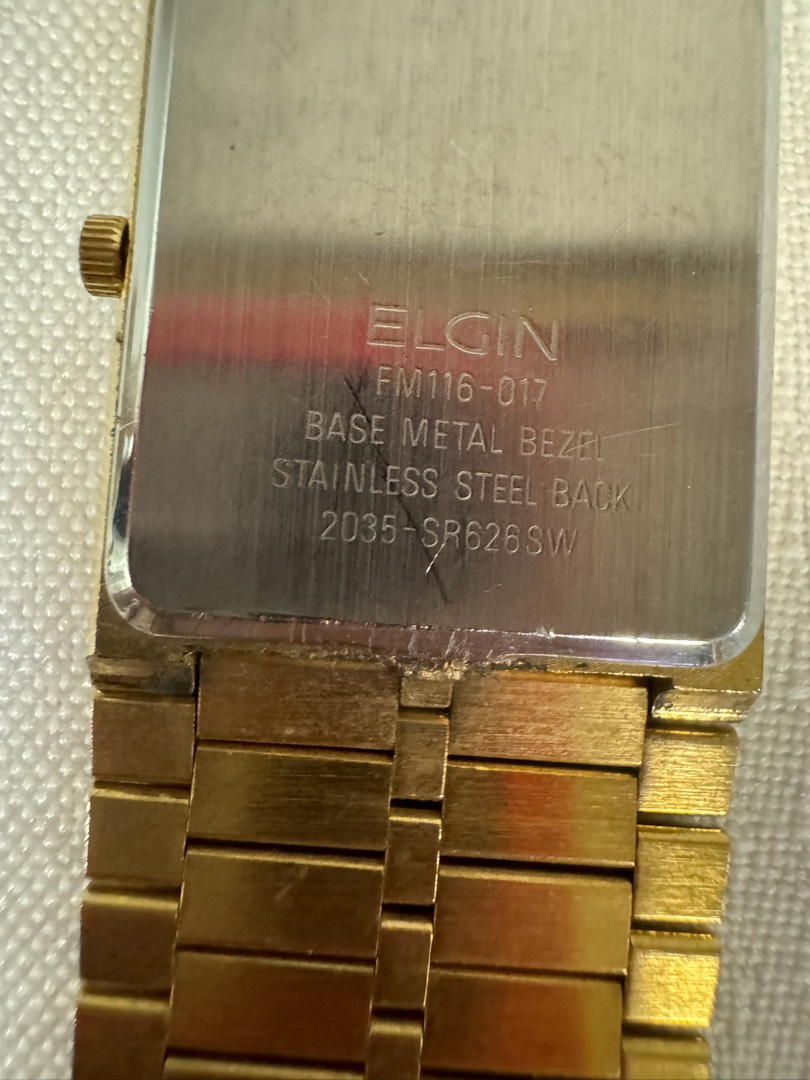 ELGIN
FM116-017
BASE METAL BEZEL
STAINLESS STEEL BACK
2035-SR626SW